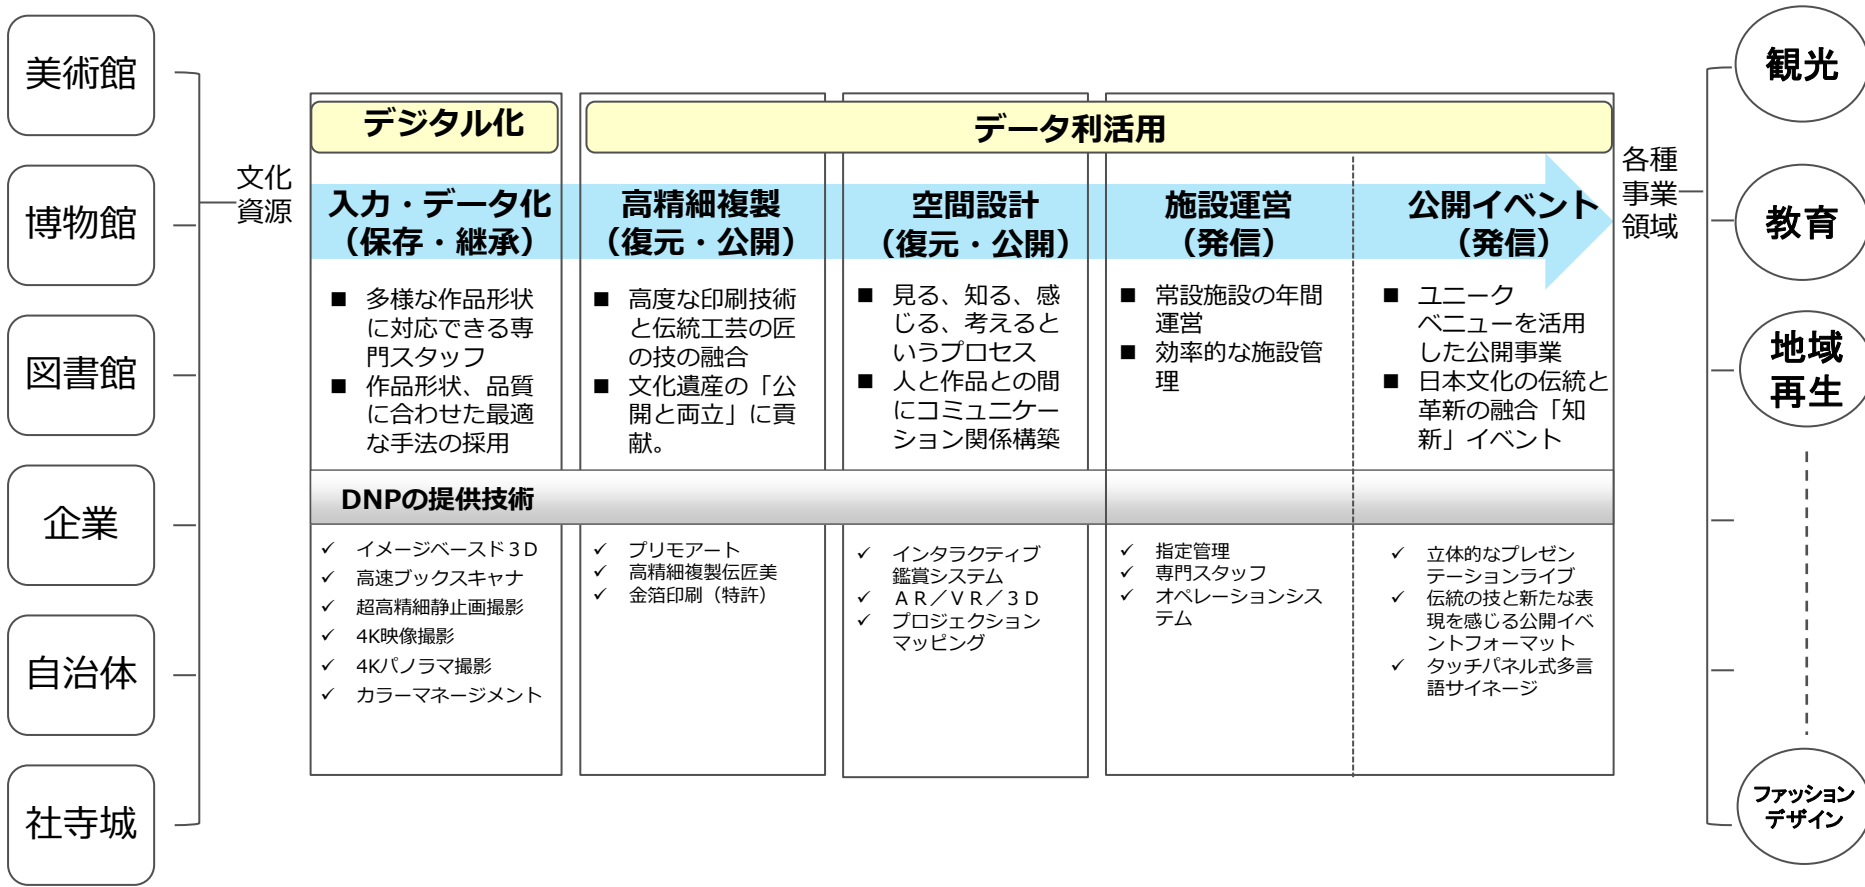 美術館
博物館
図書館
企業
自治体
社寺城
文化
資源
デジタル化
データ利活用
入力・データ化
（保存・継承）
高精細複製
（復元・公開）
空間設計
（復元・公開）
施設運営
（発信）
公開イベント
（発信）
■ 多様な作品形状
に対応できる専
門スタッフ
■ 作品形状、品質
に合わせた最適
な手法の採用
■ 高度な印刷技術
と伝統工芸の匠
の技の融合
■ 文化遺産の「公
開と両立」に貢
献。
■ 見る、知る、感
じる、考えると
いうプロセス
■ 人と作品との間
にコミュニケー
ション関係構築
■ 常設施設の年間
運営
■ 効率的な施設管
理
■ ユニーク
ベニューを活用
した公開事業
■ 日本文化の伝統と
革新の融合「知
新」イベント
DNPの提供技術
✓ イメージベースド３Ｄ
✓ 高速ブックスキャナ
✓ 超高精細静止画撮影
✓ 4K映像撮影
✓ 4Kパノラマ撮影
✓ カラーマネージメント
✓ プリモアート
✓ 高精細複製伝匠美
✓ 金箔印刷（特許）
✓ インタラクティブ
鑑賞システム
✓ ＡＲ／ＶＲ／３Ｄ
✓ プロジェクション
マッピング
✓ 指定管理
✓ 専門スタッフ
✓ オペレーションシス
テム
✓ 立体的なプレゼン
テーションライブ
✓ 伝統の技と新たな表
現を感じる公開イベ
ントフォーマット
✓ タッチパネル式多言
語サイネージ
各種
事業
領域
観光
教育
地域
再生
ファッション
デザイン